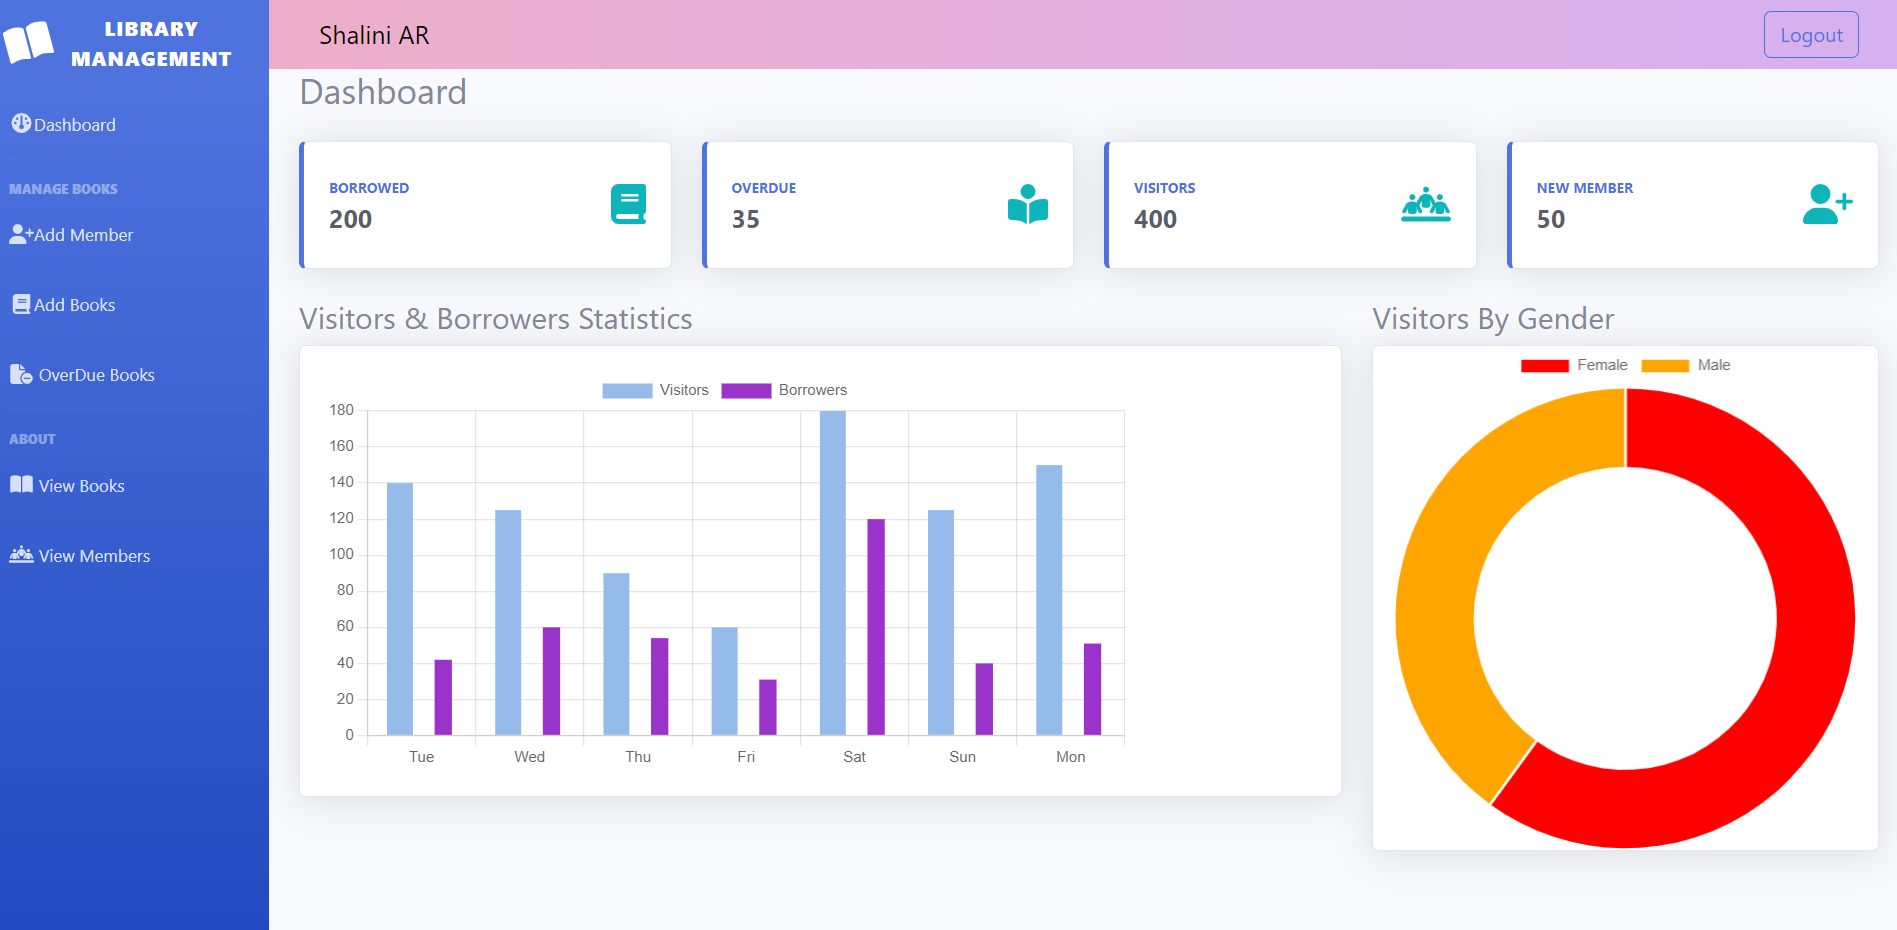 LIBRARY
MANAGEMENT
Dashboard
MANAGE BOOKS
Add Member
Add Books
OverDue Books
ABOUT
View Books
View Members
Shalini AR
Logout
Dashboard
BORROWED
200
OVERDUE
35
VISITORS
400
NEW MEMBER
50
Visitors & Borrowers Statistics
Visitors Borrowers
180
160
140
120
100
80
60
40
20
0
Tue Wed Thu Fri Sat Sun Mon
Visitors By Gender
Female Male